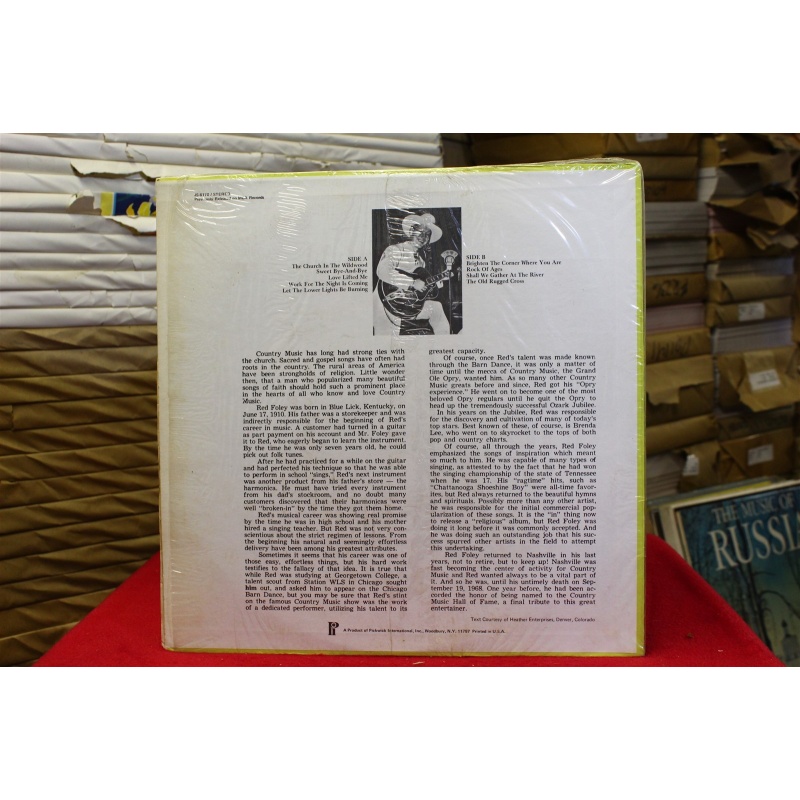 STEREO
SIDE A
The Church In The Wildwood
Sweet Bye-And-Bye
Love Lifted Me
Work For The Night Is Coming
Let The Lower Lights Be Burning
SIDE B
Brighten The Corner Where You Are
Rock Of Ages
Shall We Gather At The River
The Old Rugged Cross
Country Music has long had strong ties with
the church. Sacred and gospel songs have often had
roots in the country. The rural areas of America
have been strongholds of religion. Little wonder
then, that a man who popularized many beautiful
songs of faith should hold such a prominent place
in the hearts of all who know and love Country
Music.
Red Foley was born in Blue Lick, Kentucky, on
June 17, 1910. His father was a storekeeper and was
indirectly responsible for the beginning of Red's
career in music. A customer had turned in a guitar
as part payment on his account and Mr. Foley gave
it to Red, who eagerly began to learn the instrument.
By the time he was only seven years old, he could
pick out folk tunes.
After he had practiced for a while on the guitar
and had perfected his technique so that he was able
to perform in school "sings," Red's next instrument
was another product from his father's store — the
harmonica. He must have tried every instrument
from his dad's stockroom, and no doubt many
customers discovered that their harmonicas were
well "broken-in" by the time they got them home.
Red's musical career was showing real promise
by the time he was in high school and his mother
hired a singing teacher. But Red was not very con-
scientious about the strict regimen of lessons. From
the beginning his natural and seemingly effortless
delivery have been among his greatest attributes.
Sometimes it seems that his career was one of
those easy, effortless things, but his hard work
testifies to the fallacy of that idea. It is true that
while Red was studying at Georgetown College, a
talent scout from Station WLS in Chicago sought
him out, and asked him to appear on the Chicago
Barn Dance, but you may be sure that Red's stint
on the famous Country Music show was the work
of a dedicated performer, utilizing his talent to its
greatest capacity.
Of course, once Red's talent was made known
through the Barn Dance, it was only a matter of
time until the mecca of Country Music, the Grand
Ole Opry, wanted him. As so many other Country
Music greats before and since, Red got his "Opry
experience." He went on to become one of the most
beloved Opry regulars until he quit the Opry to
head up the tremendously successful Ozark Jubilee.
In his years on the Jubilee, Red was responsible
for the discovery and cultivation of many of today's
top stars. Best known of these, of course, is Brenda
Lee, who went on to skyrocket to the tops of both
pop and country charts.
Of course, all through the years, Red Foley
emphasized the songs of inspiration which meant
so much to him. He was capable of many types of
singing, as attested to by the fact that he had won
the singing championship of the state of Tennessee
when he was 17. His "ragtime" hits, such as
"Chattanooga Shoeshine Boy" were all-time favor-
ites, but Red always returned to the beautiful hymns
and spirituals. Possibly more than any other artist,
he was responsible for the initial commercial pop-
ularization of these songs. It is the "in" thing now
to release a "religious" album, but Red Foley was
doing it long before it was commonly accepted. And
he was doing such an outstanding job that his suc-
cess spurred other artists in the field to attempt
this undertaking.
Red Foley returned to Nashville in his last
years, not to retire, but to keep up! Nashville was
fast becoming the center of activity for Country
Music and Red wanted always to be a vital part of
it. And so he was, until his untimely death on Sep-
tember 19, 1968. One year before, he had been ac-
corded the honor of being named to the Country
Music Hall of Fame, a final tribute to this great
entertainer.
Text Courtesy of Heather Enterprises, Denver, Colorado
A Product of Pickwick International, Inc., Woodbury, N.Y. 11797 Printed in U.S.A.
OF
RUSS